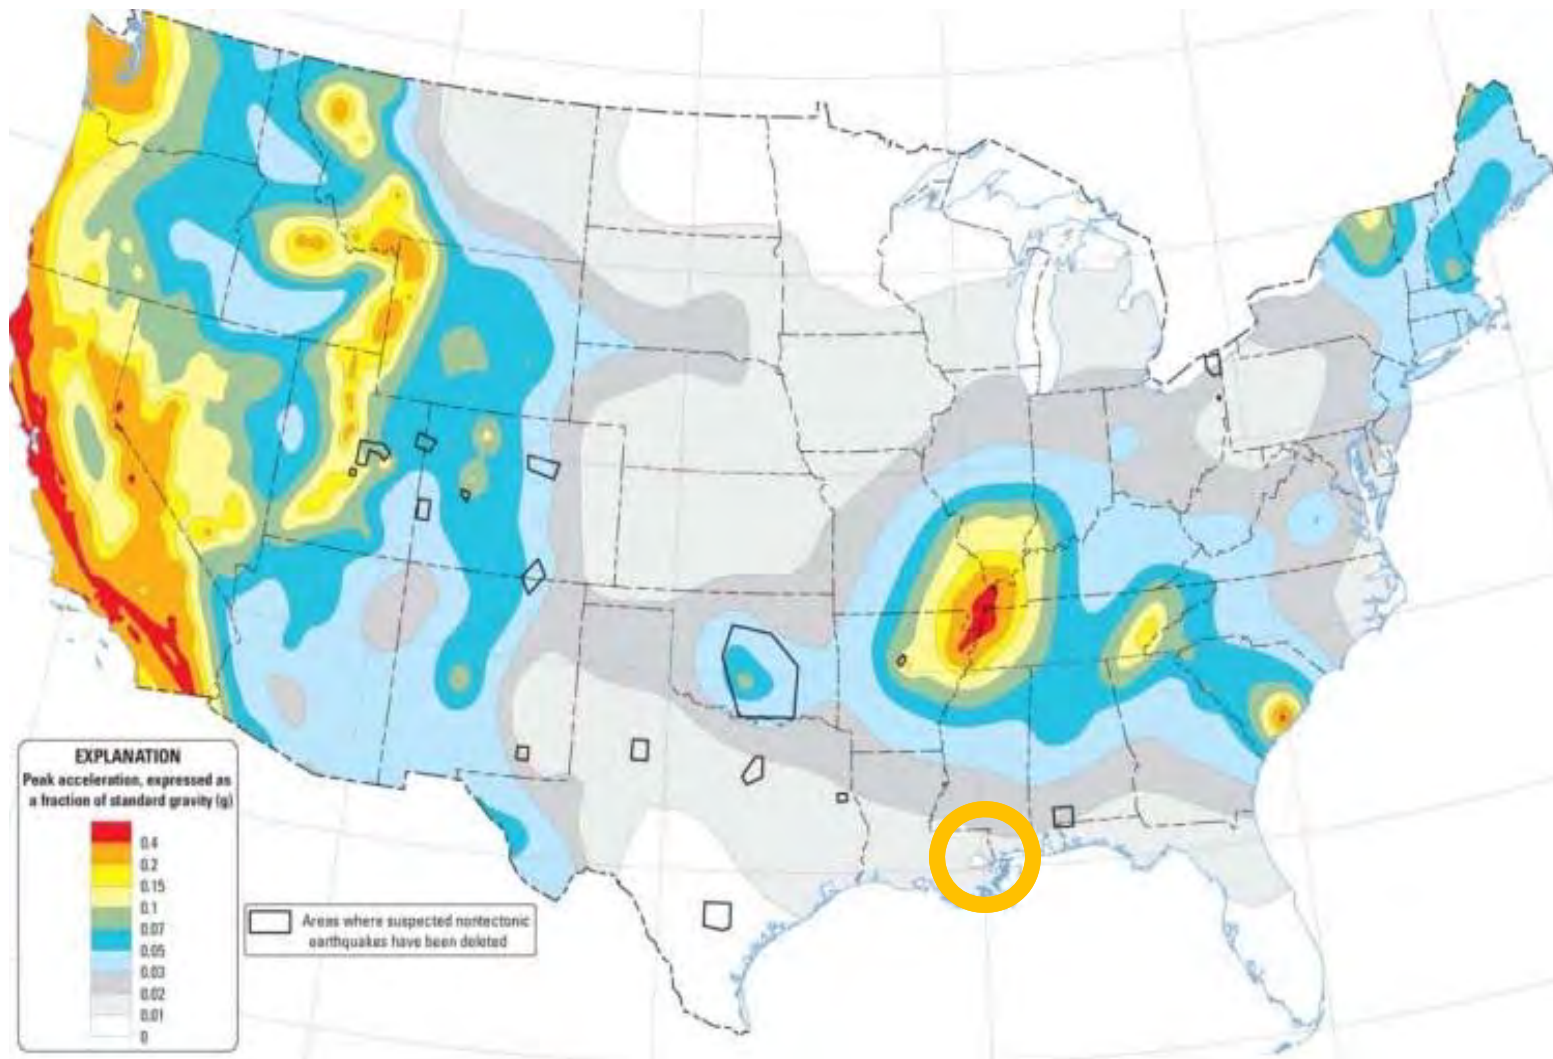 EXPLANATION
Peak acceleration, expressed as
a fraction of standard gravity (g)
0.4
0.2
0.15
0.1
0.07
0.05
0.03
0.02
0.01
0
Areas where suspected nontectonic
earthquakes have been deleted